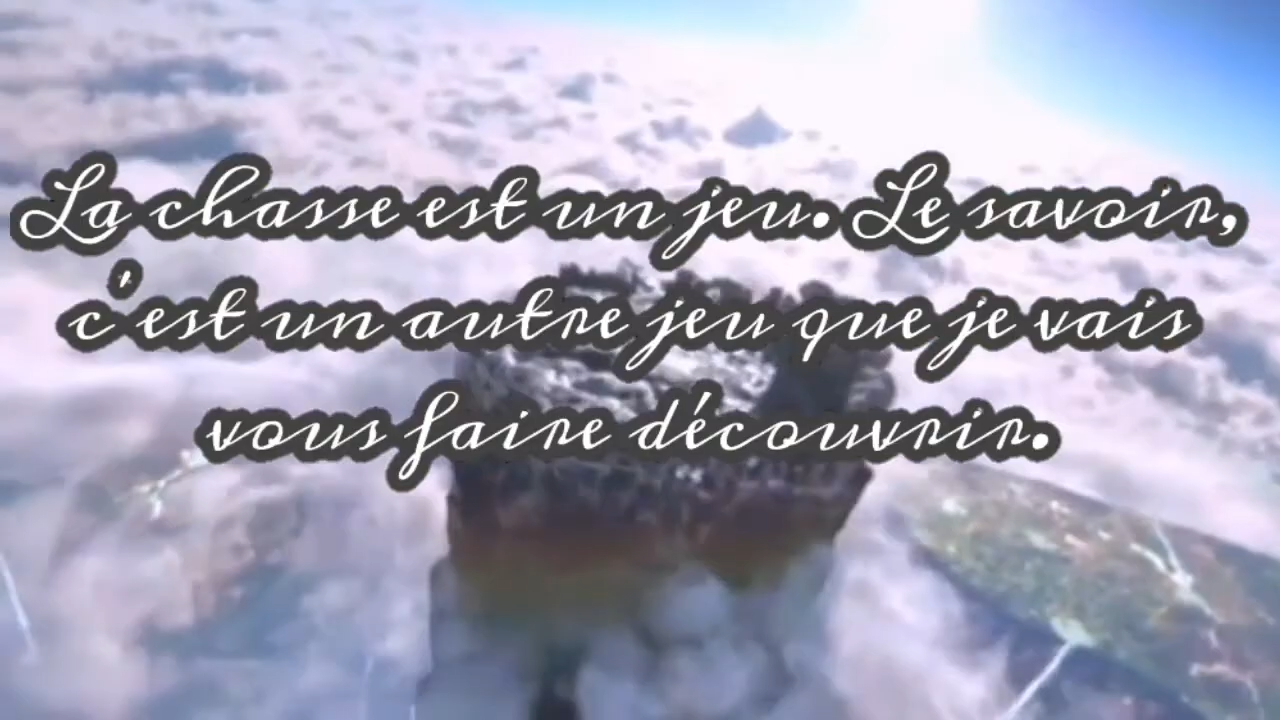 La chasse est un jeu. Le savoir,
c'est un autre jeu que je vais
vous faire découvrir.